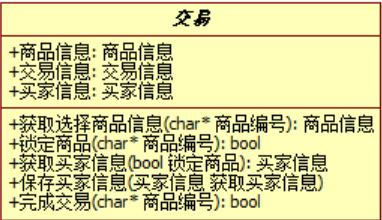 交易
+商品信息: 商品信息
+交易信息: 交易信息
+买家信息: 买家信息
+获取选择商品信息(char* 商品编号): 商品信息
+锁定商品(char* 商品编号): bool
+获取买家信息(bool 锁定商品): 买家信息
+保存买家信息(买家信息 获取买家信息)
+完成交易(char* 商品编号): bool